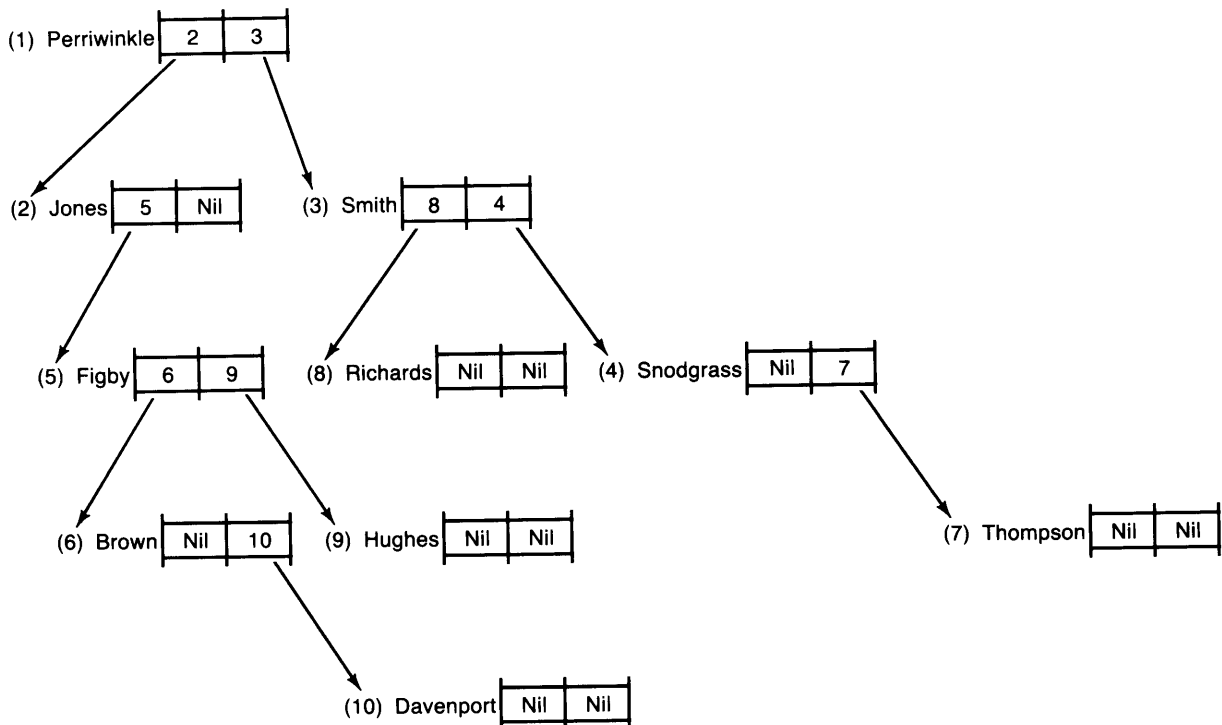 (1) Perriwinkle 2 3
(2) Jones 5 Nil (3) Smith 8 4
(5) Figby 6 9 (8) Richards Nil Nil (4) Snodgrass Nil 7
(6) Brown Nil 10 (9) Hughes Nil Nil (7) Thompson Nil Nil
(10) Davenport Nil Nil